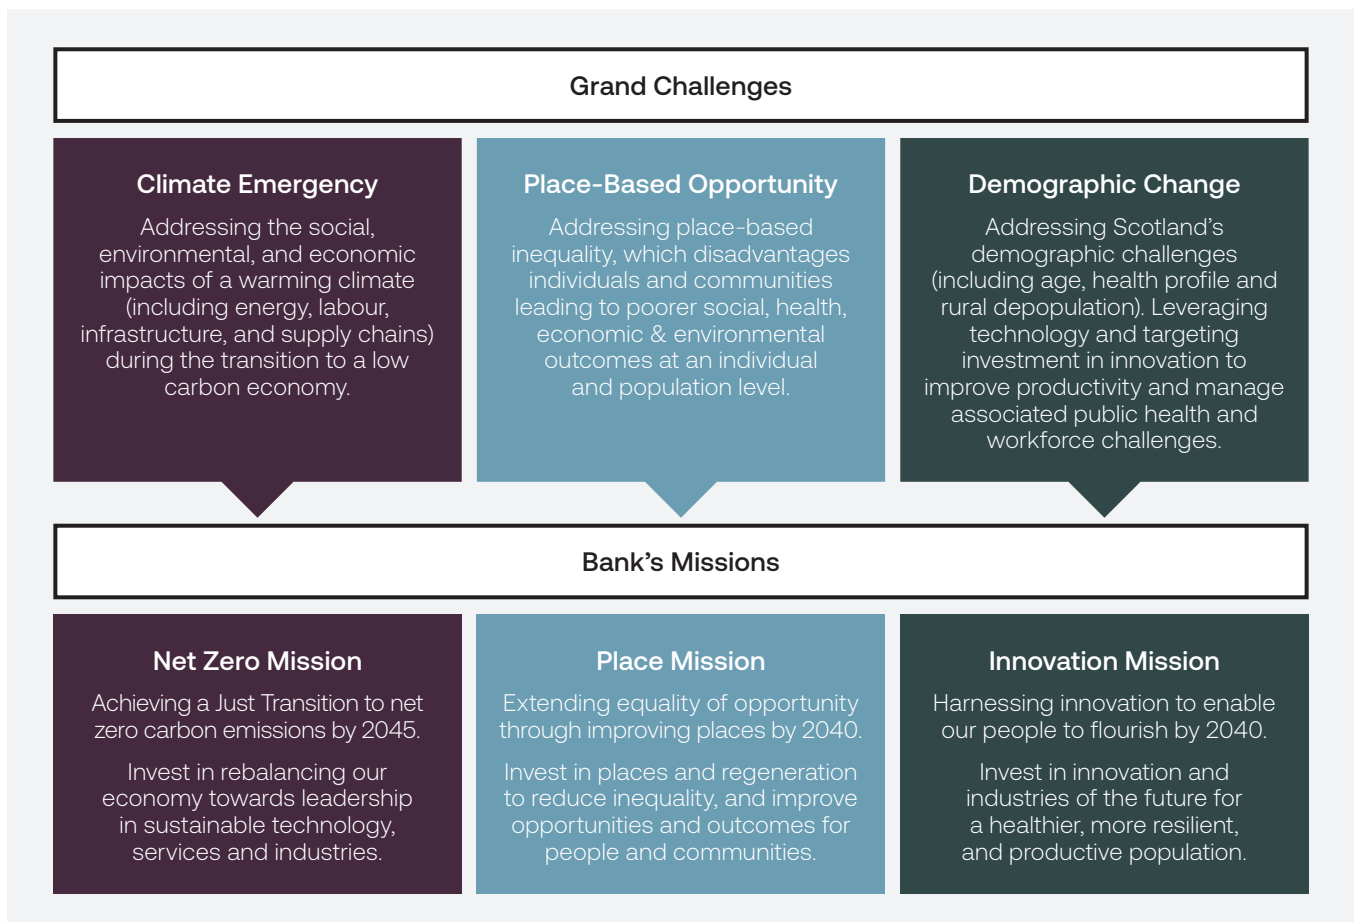 Grand Challenges
Climate Emergency
Addressing the social,
environmental, and economic
impacts of a warming climate
(including energy, labour,
infrastructure, and supply chains)
during the transition to a low
carbon economy.
Place-Based Opportunity
Addressing place-based
inequality, which disadvantages
individuals and communities
leading to poorer social, health,
economic & environmental
outcomes at an individual
and population level.
Demographic Change
Addressing Scotland’s
demographic challenges
(including age, health profile and
rural depopulation). Leveraging
technology and targeting
investment in innovation to
improve productivity and manage
associated public health and
workforce challenges.
Bank’s Missions
Net Zero Mission
Achieving a Just Transition to net
zero carbon emissions by 2045.
Invest in rebalancing our
economy towards leadership
in sustainable technology,
services and industries.
Place Mission
Extending equality of opportunity
through improving places by 2040.
Invest in places and regeneration
to reduce inequality, and improve
opportunities and outcomes for
people and communities.
Innovation Mission
Harnessing innovation to enable
our people to flourish by 2040.
Invest in innovation and
industries of the future for
a healthier, more resilient,
and productive population.